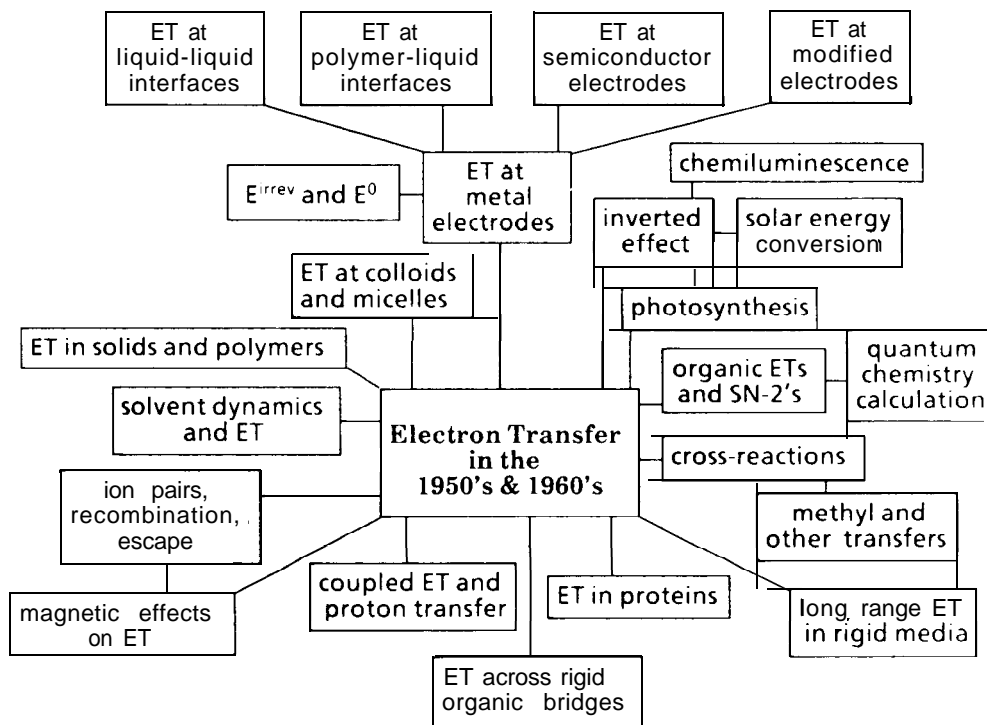 ET at
liquid-liquid
interfaces
ET at
polymer-liquid
interfaces
ET at
semiconductor
electrodes
ET at
modified
electrodes
E^irrev and E^0
ET at
metal
electrodes
chemiluminescence
inverted
effect
solar energy
conversion
ET at colloids
and micelles
photosynthesis
ET in solids and polymers
organic ETs
and SN-2's
quantum
chemistry
calculation
solvent dynamics
and ET
Electron Transfer
in the
1950's & 1960's
cross-reactions
ion pairs,
recombination,
escape
methyl and
other transfers
magnetic effects
on ET
coupled ET and
proton transfer
ET in proteins
long range ET
in rigid media
ET across rigid
organic bridges